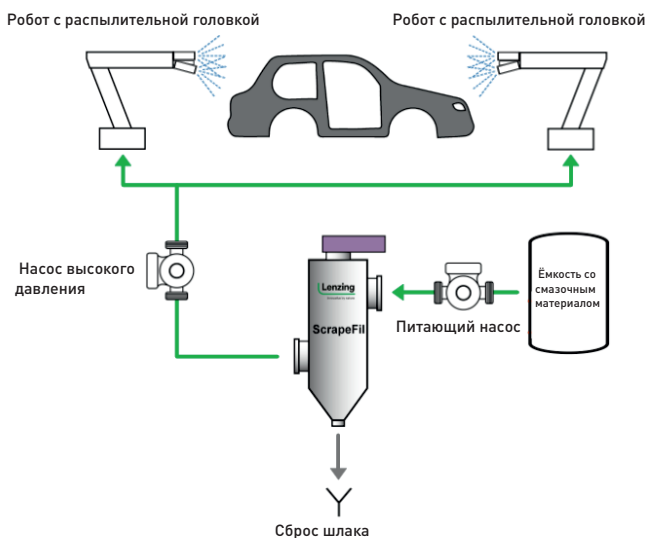 Робот с распылительной головкой
Робот с распылительной головкой
Насос высокого
давления
Lenzing
ScrapeFil
Питающий насос
Ёмкость со
смазочным
материалом
Сброс шлака